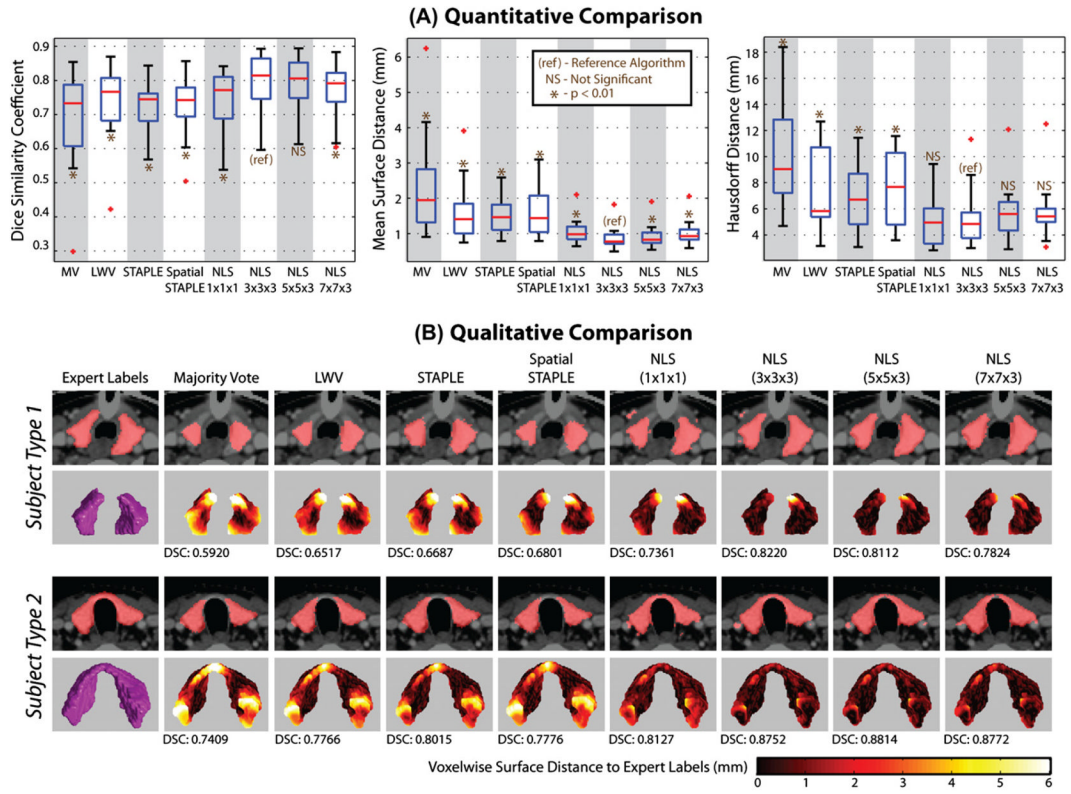 (A) Quantitative Comparison
Dice Similarity Coefficient
0.9
0.8
0.7
0.6
0.5
0.4
0.3
* * * * * (ref) NS *
MV LWV STAPLE Spatial NLS NLS NLS NLS
STAPLE 1x1x1 3x3x3 5x5x3 7x7x3
Mean Surface Distance (mm)
6
5
4
3
2
1
(ref) - Reference Algorithm
NS - Not Significant
* - p < 0.01
* * * * * (ref) * *
MV LWV STAPLE Spatial NLS NLS NLS NLS
STAPLE 1x1x1 3x3x3 5x5x3 7x7x3
Hausdorff Distance (mm)
18
16
14
12
10
8
6
4
* * * * NS (ref) NS NS
MV LWV STAPLE Spatial NLS NLS NLS NLS
STAPLE 1x1x1 3x3x3 5x5x3 7x7x3
(B) Qualitative Comparison
Expert Labels Majority Vote LWV STAPLE Spatial STAPLE NLS (1x1x1) NLS (3x3x3) NLS (5x5x3) NLS (7x7x3)
Subject Type 1
DSC: 0.5920 DSC: 0.6517 DSC: 0.6687 DSC: 0.6801 DSC: 0.7361 DSC: 0.8220 DSC: 0.8112 DSC: 0.7824
Subject Type 2
DSC: 0.7409 DSC: 0.7766 DSC: 0.8015 DSC: 0.7776 DSC: 0.8127 DSC: 0.8752 DSC: 0.8814 DSC: 0.8772
Voxelwise Surface Distance to Expert Labels (mm)
0 1 2 3 4 5 6